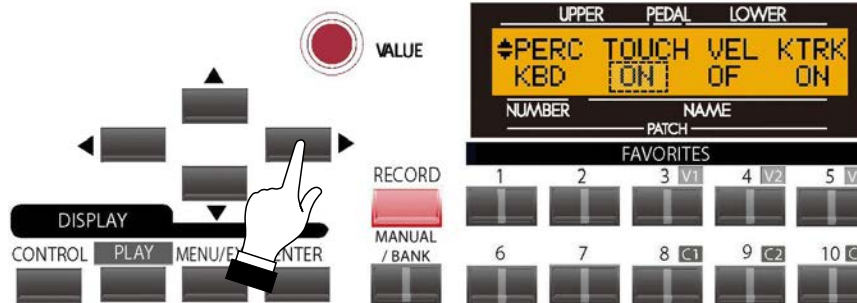 UPPER PEDAL LOWER
VALUE
PERC TOUCH VEL KTRK
KBD ON OF ON
NUMBER NAME
PATCH
FAVORITES
RECORD
1 2 3 V1 4 V2 5
DISPLAY
MANUAL
/ BANK
CONTROL PLAY MENU/EX NTER
6 7 8 C1 9 C2 10